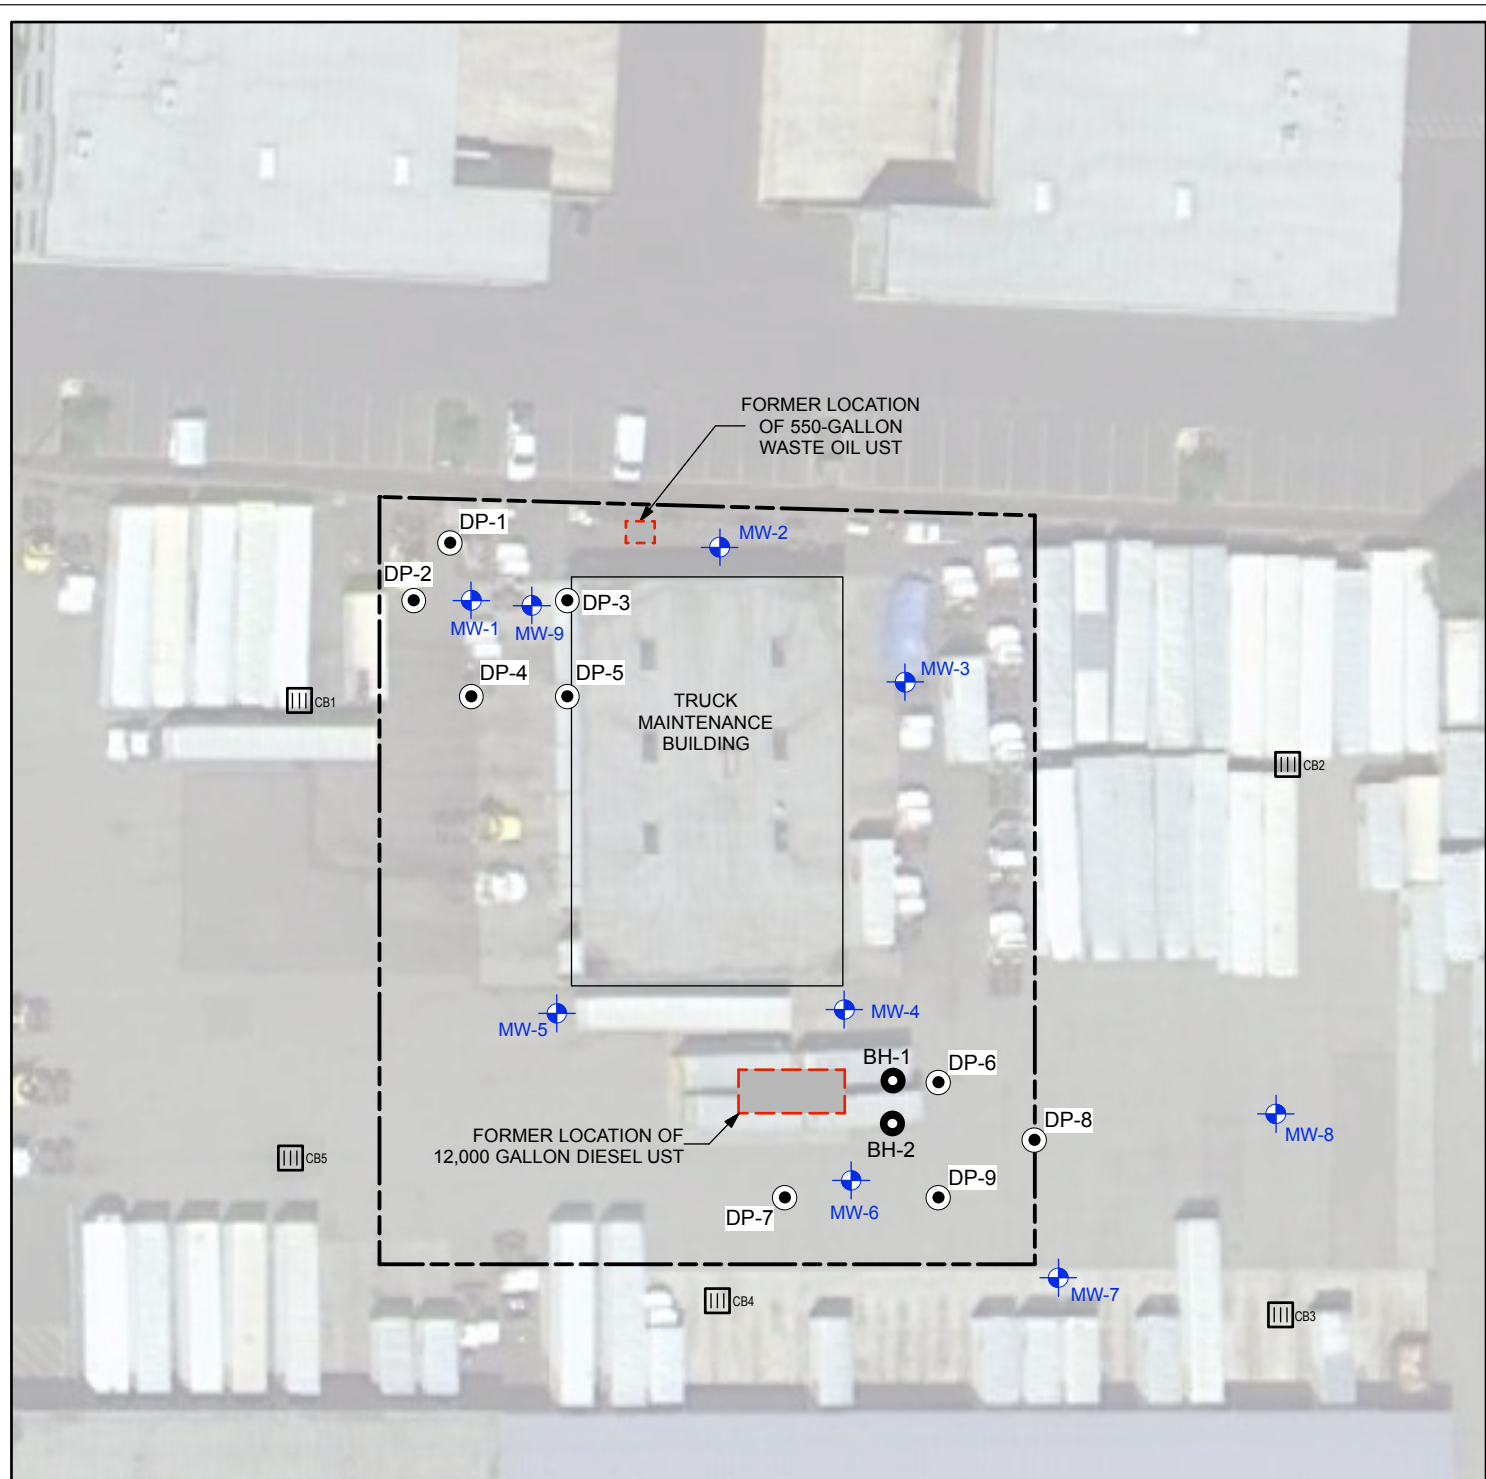 FORMER LOCATION
OF 550-GALLON
WASTE OIL UST
DP-1
MW-2
DP-2
DP-3
MW-1
MW-9
DP-4
DP-5
MW-3
CB1
TRUCK
MAINTENANCE
BUILDING
CB2
MW-5
MW-4
BH-1
DP-6
DP-8
MW-8
FORMER LOCATION OF
12,000 GALLON DIESEL UST
BH-2
CB5
DP-9
DP-7
MW-6
MW-7
CB4
CB3